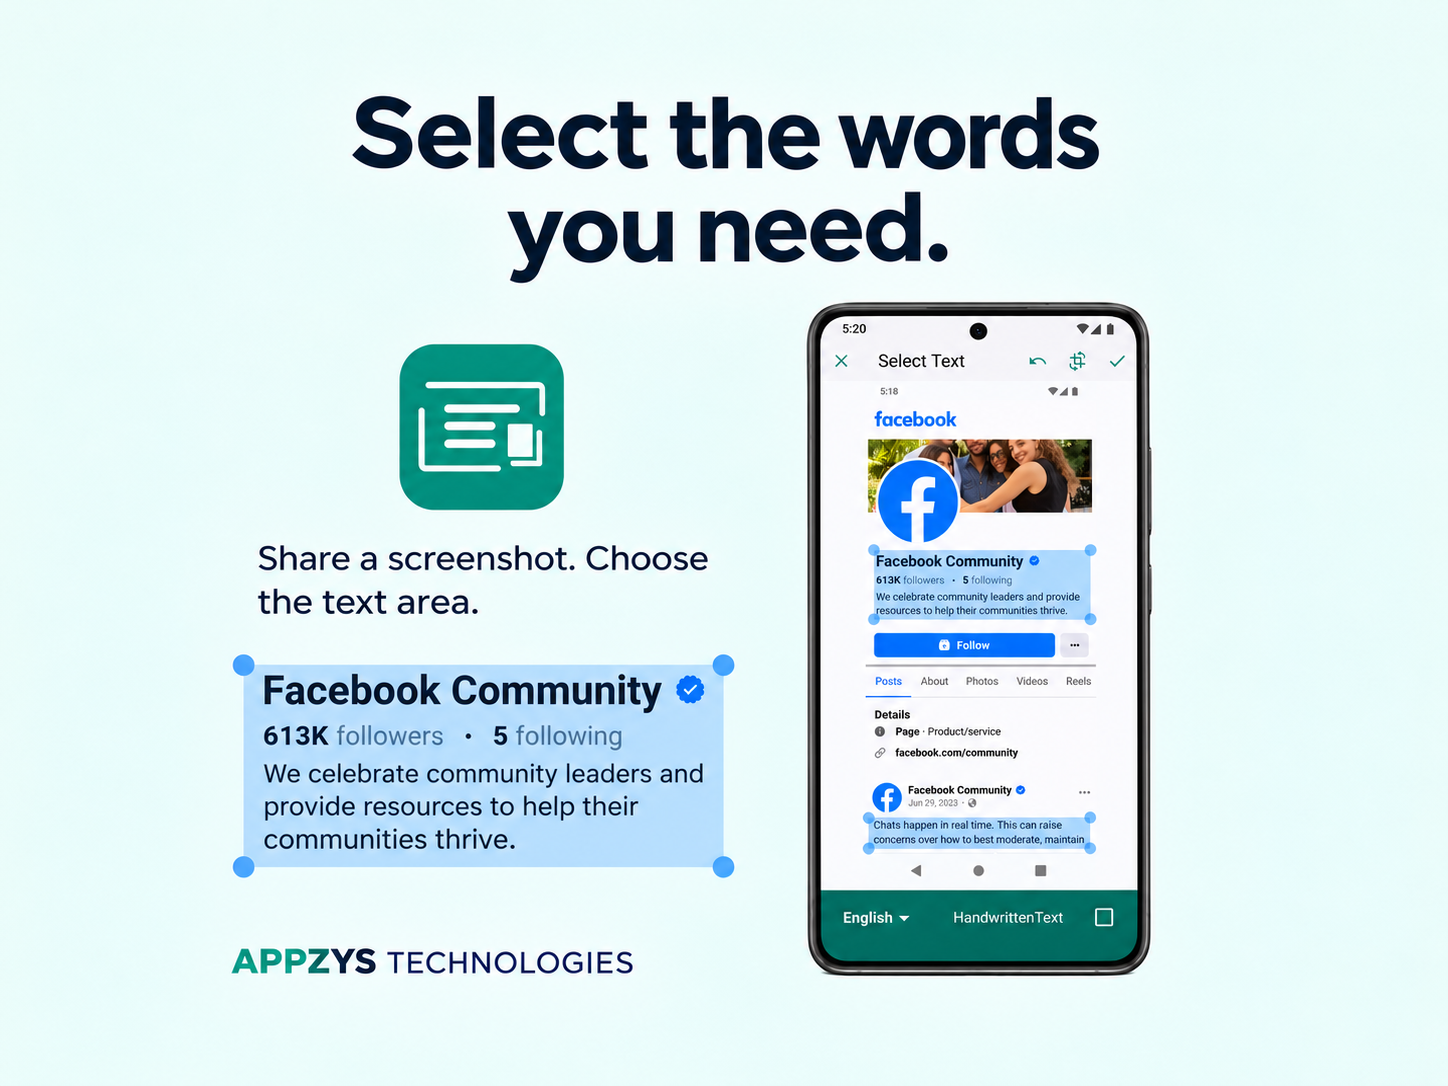 Select the words
you need.
Share a screenshot. Choose
the text area.
Facebook Community
613K followers • 5 following
We celebrate community leaders and
provide resources to help their
communities thrive.
APPZYS TECHNOLOGIES
5:20
Select Text
5:18
facebook
Facebook Community
613K followers • 5 following
We celebrate community leaders and provide
resources to help their communities thrive.
Follow
Posts About Photos Videos Reels
Details
Page · Product/service
facebook.com/community
Facebook Community
Jun 29, 2023 ·
Chats happen in real time. This can raise
concerns over how to best moderate, maintain
English HandwrittenText